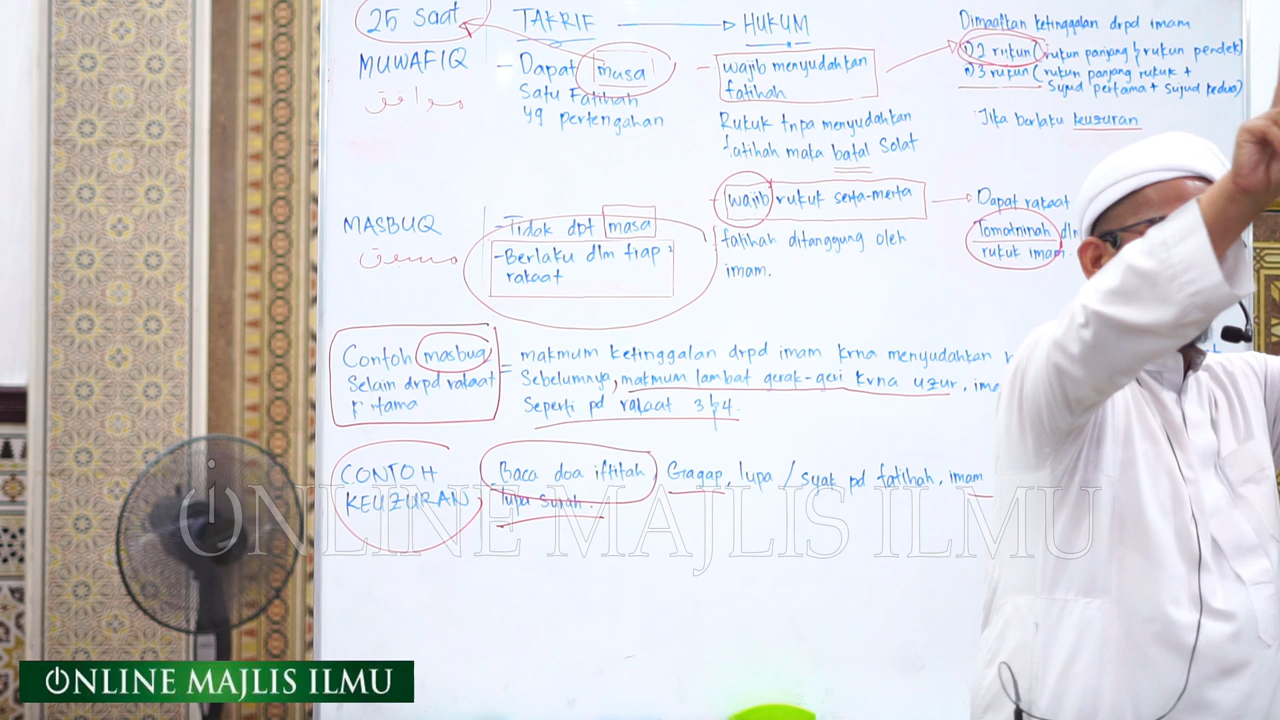 25 saat
TAKRIF
HUKUM
MUWAFIQ
موافق
- Dapat masa
Satu Fatihah
yg pertengahan
- wajib menyudahkan
fatihah
Rukuk tnpa menyudahkan
fatihah maka batal Solat
Dimaafkan ketinggalan drpd imam
1) 2 rukun (rukun panjang & rukun pendek)
2) 3 rukun (rukun panjang rukuk +
Sujud pertama + sujud kedua)
Jika berlaku keuzuran
MASBUQ
مسبوق
- Tidak dpt masa
- Berlaku dlm tiap2
rakaat
- wajib rukuk serta-merta
fatihah ditanggung oleh
imam.
Dapat rakaat
Tomakninah dlm
rukuk imam.
Contoh masbuq
Selain drpd rakaat
pertama
= makmum ketinggalan drpd imam krna menyudahkan
Sebelumnya, makmum lambat gerak-geri krna uzur,
Seperti pd rakaat 3 & 4.
CONTOH
KEUZURAN
Baca doa iftitah, Gagap, lupa / syak pd fatihah, imam
lupa surah.
ONLINE MAJLIS ILMU
ONLINE MAJLIS ILMU